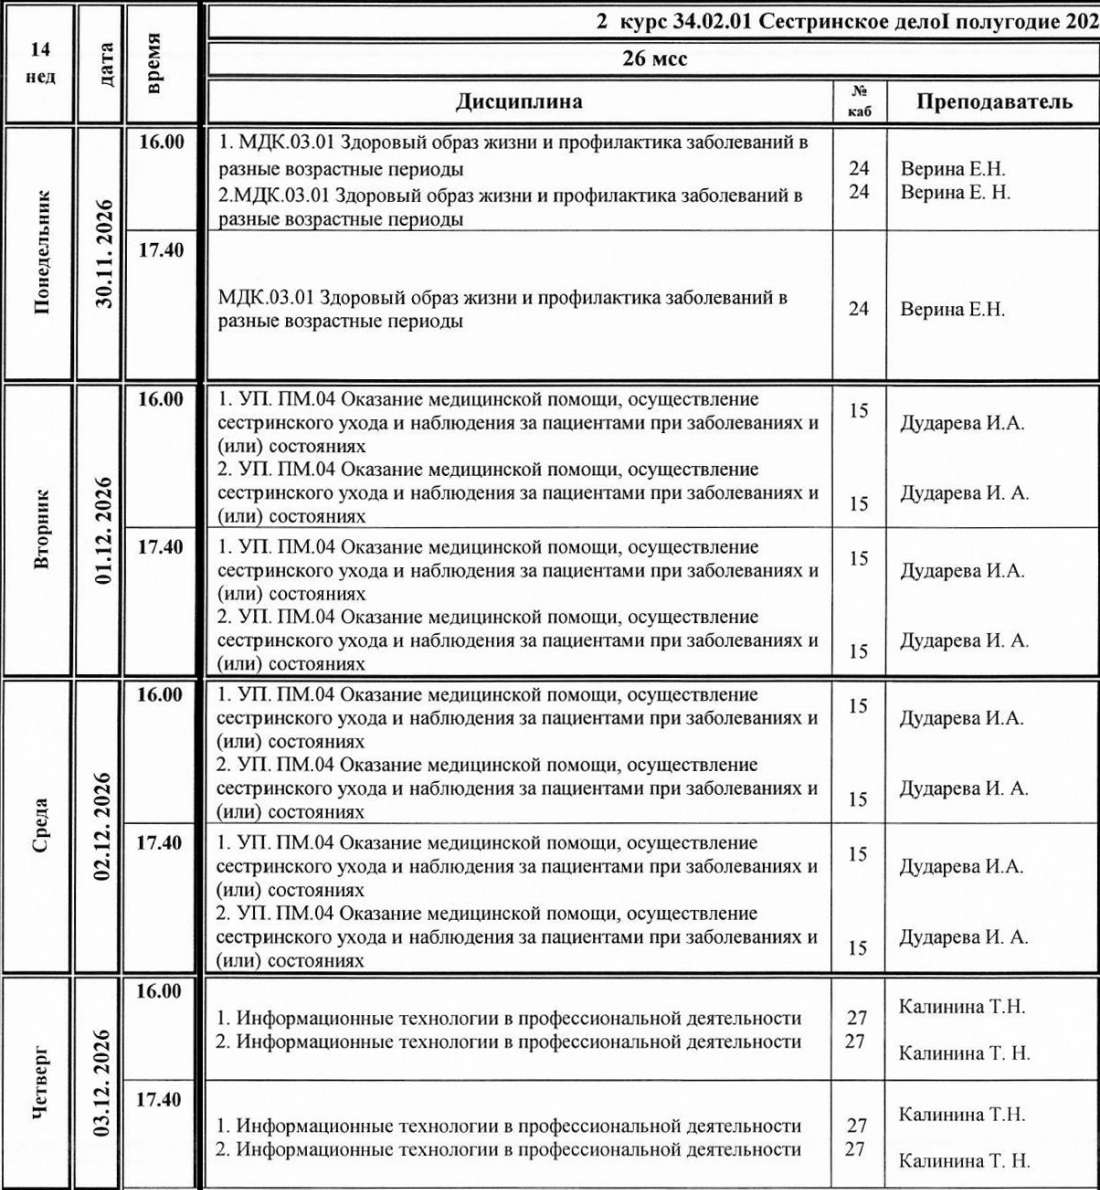 2 курс 34.02.01 Сестринское делоI полугодие 202
14 нед
дата
время
26 мсс
Дисциплина
№ каб
Преподаватель
Понедельник
30.11. 2026
16.00
1. МДК.03.01 Здоровый образ жизни и профилактика заболеваний в
разные возрастные периоды
24
Верина Е.Н.
2.МДК.03.01 Здоровый образ жизни и профилактика заболеваний в
24
Верина Е. Н.
разные возрастные периоды
17.40
МДК.03.01 Здоровый образ жизни и профилактика заболеваний в
разные возрастные периоды
24
Верина Е.Н.
Вторник
01.12. 2026
16.00
1. УП. ПМ.04 Оказание медицинской помощи, осуществление
сестринского ухода и наблюдения за пациентами при заболеваниях и
(или) состояниях
15
Дударева И.А.
2. УП. ПМ.04 Оказание медицинской помощи, осуществление
сестринского ухода и наблюдения за пациентами при заболеваниях и
(или) состояниях
15
Дударева И. А.
17.40
1. УП. ПМ.04 Оказание медицинской помощи, осуществление
сестринского ухода и наблюдения за пациентами при заболеваниях и
(или) состояниях
15
Дударева И.А.
2. УП. ПМ.04 Оказание медицинской помощи, осуществление
сестринского ухода и наблюдения за пациентами при заболеваниях и
(или) состояниях
15
Дударева И. А.
Среда
02.12. 2026
16.00
1. УП. ПМ.04 Оказание медицинской помощи, осуществление
сестринского ухода и наблюдения за пациентами при заболеваниях и
(или) состояниях
15
Дударева И.А.
2. УП. ПМ.04 Оказание медицинской помощи, осуществление
сестринского ухода и наблюдения за пациентами при заболеваниях и
(или) состояниях
15
Дударева И. А.
17.40
1. УП. ПМ.04 Оказание медицинской помощи, осуществление
сестринского ухода и наблюдения за пациентами при заболеваниях и
(или) состояниях
15
Дударева И.А.
2. УП. ПМ.04 Оказание медицинской помощи, осуществление
сестринского ухода и наблюдения за пациентами при заболеваниях и
(или) состояниях
15
Дударева И. А.
Четверг
03.12. 2026
16.00
1. Информационные технологии в профессиональной деятельности
27
Калинина Т.Н.
2. Информационные технологии в профессиональной деятельности
27
Калинина Т. Н.
17.40
1. Информационные технологии в профессиональной деятельности
27
Калинина Т.Н.
2. Информационные технологии в профессиональной деятельности
27
Калинина Т. Н.